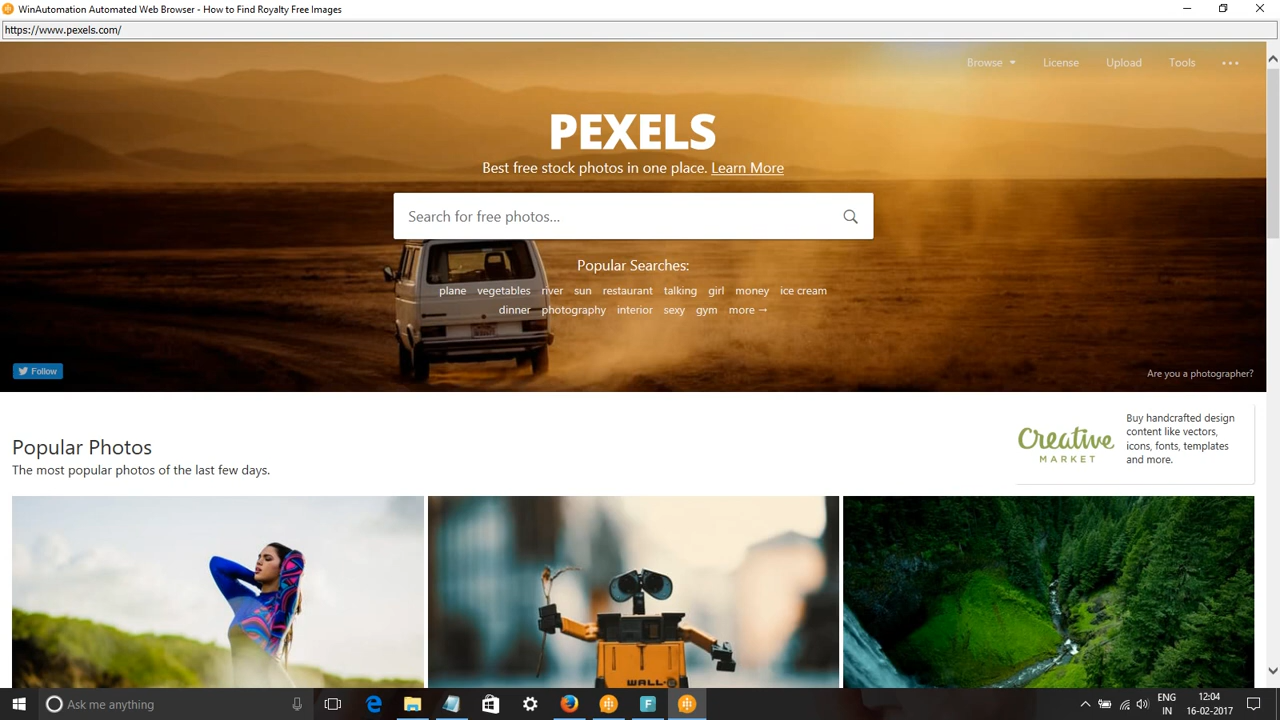 WinAutomation Automated Web Browser - How to Find Royalty Free Images
https://www.pexels.com/
Browse License Upload Tools
PEXELS
Best free stock photos in one place. Learn More
Search for free photos...
Popular Searches:
plane vegetables river sun restaurant talking girl money ice cream
dinner photography interior sexy gym more →
Follow
Are you a photographer?
Creative
MARKET
Buy handcrafted design
content like vectors,
icons, fonts, templates
and more.
Popular Photos
The most popular photos of the last few days.
WALL-E
Ask me anything
ENG
IN
12:04
16-02-2017